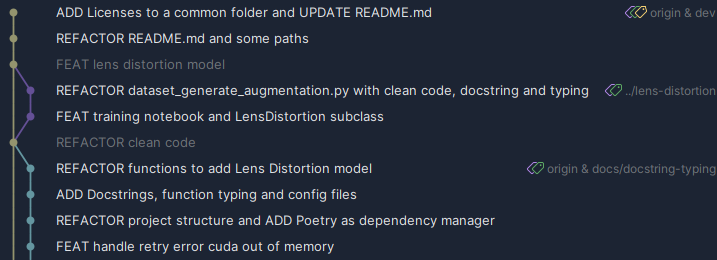 ADD Licenses to a common folder and UPDATE README.md origin & dev
REFACTOR README.md and some paths
FEAT lens distortion model
REFACTOR dataset_generate_augmentation.py with clean code, docstring and typing ../lens-distortion
FEAT training notebook and LensDistortion subclass
REFACTOR clean code
REFACTOR functions to add Lens Distortion model origin & docs/docstring-typing
ADD Docstrings, function typing and config files
REFACTOR project structure and ADD Poetry as dependency manager
FEAT handle retry error cuda out of memory